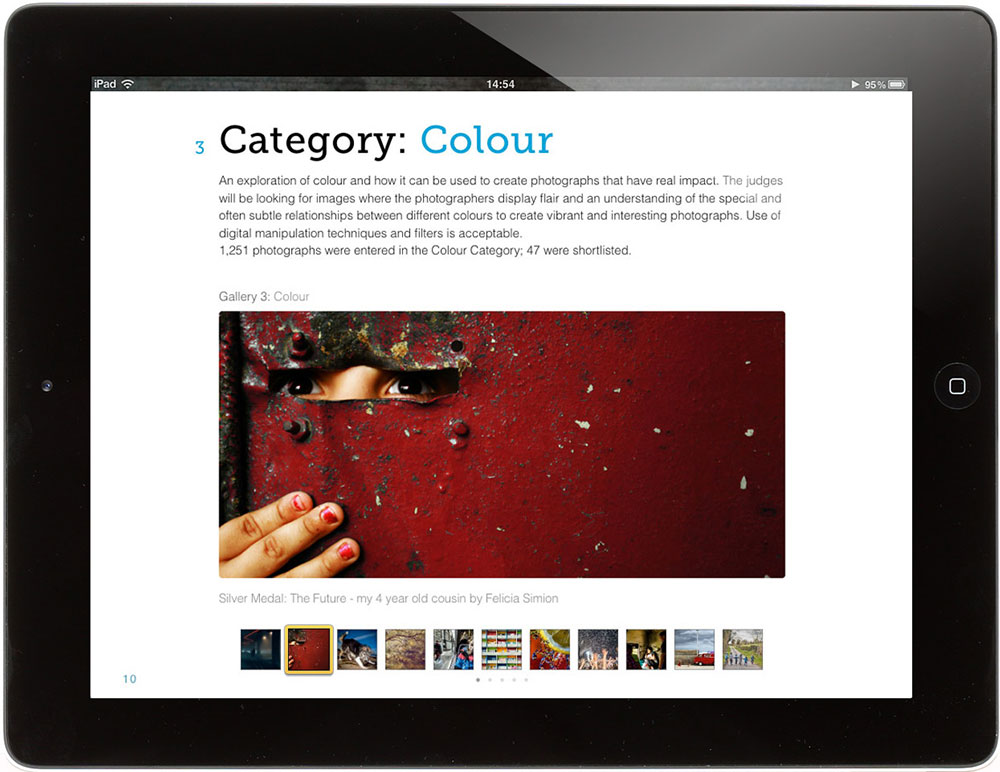 iPad
14:54
95%
3 Category: Colour
An exploration of colour and how it can be used to create photographs that have real impact. The judges
will be looking for images where the photographers display flair and an understanding of the special and
often subtle relationships between different colours to create vibrant and interesting photographs. Use of
digital manipulation techniques and filters is acceptable.
1,251 photographs were entered in the Colour Category; 47 were shortlisted.
Gallery 3: Colour
Silver Medal: The Future - my 4 year old cousin by Felicia Simion
10